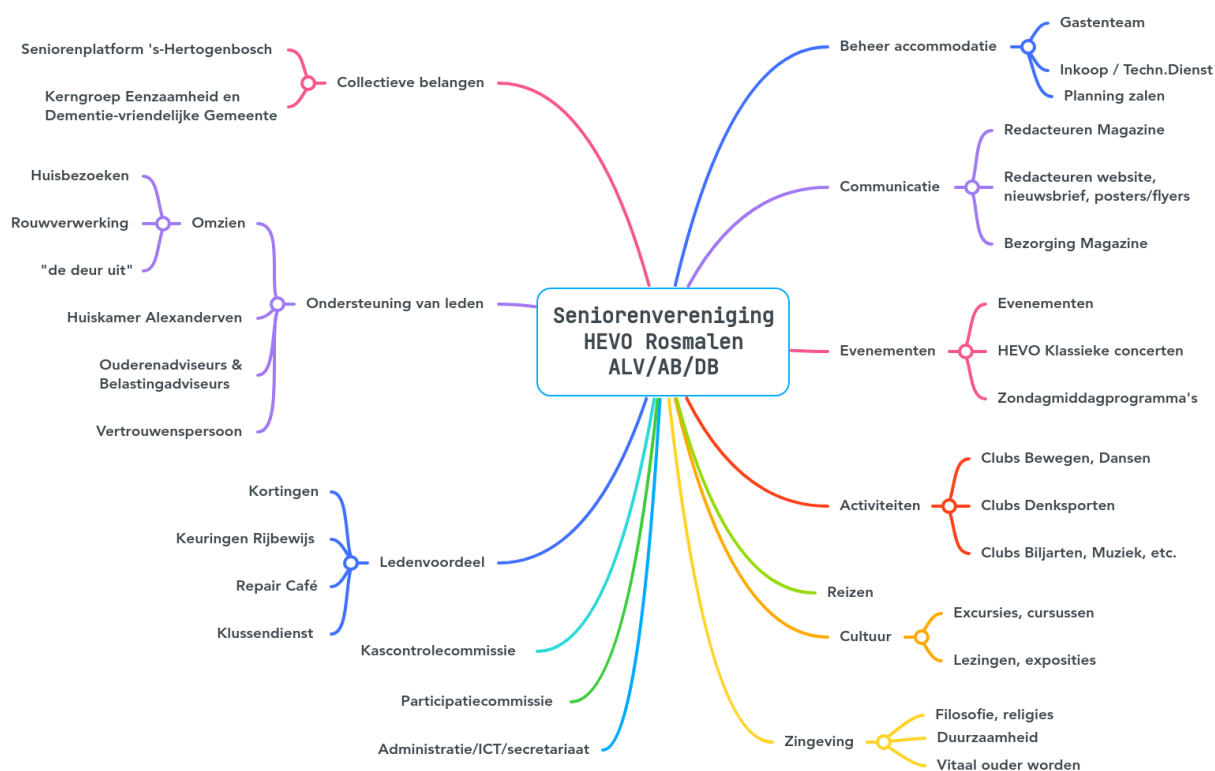 Seniorenvereniging
HEVO Rosmalen
ALV/AB/DB
Collectieve belangen
Seniorenplatform 's-Hertogenbosch
Kerngroep Eenzaamheid en
Dementie-vriendelijke Gemeente
Ondersteuning van leden
Omzien
Huisbezoeken
Rouwverwerking
"de deur uit"
Huiskamer Alexanderven
Ouderenadviseurs &
Belastingadviseurs
Vertrouwenspersoon
Ledenvoordeel
Kortingen
Keuringen Rijbewijs
Repair Café
Klussendienst
Kascontrolecommissie
Participatiecommissie
Administratie/ICT/secretariaat
Beheer accommodatie
Gastenteam
Inkoop / Techn.Dienst
Planning zalen
Communicatie
Redacteuren Magazine
Redacteuren website,
nieuwsbrief, posters/flyers
Bezorging Magazine
Evenementen
Evenementen
HEVO Klassieke concerten
Zondagmiddagprogramma's
Activiteiten
Clubs Bewegen, Dansen
Clubs Denksporten
Clubs Biljarten, Muziek, etc.
Reizen
Cultuur
Excursies, cursussen
Lezingen, exposities
Zingeving
Filosofie, religies
Duurzaamheid
Vitaal ouder worden